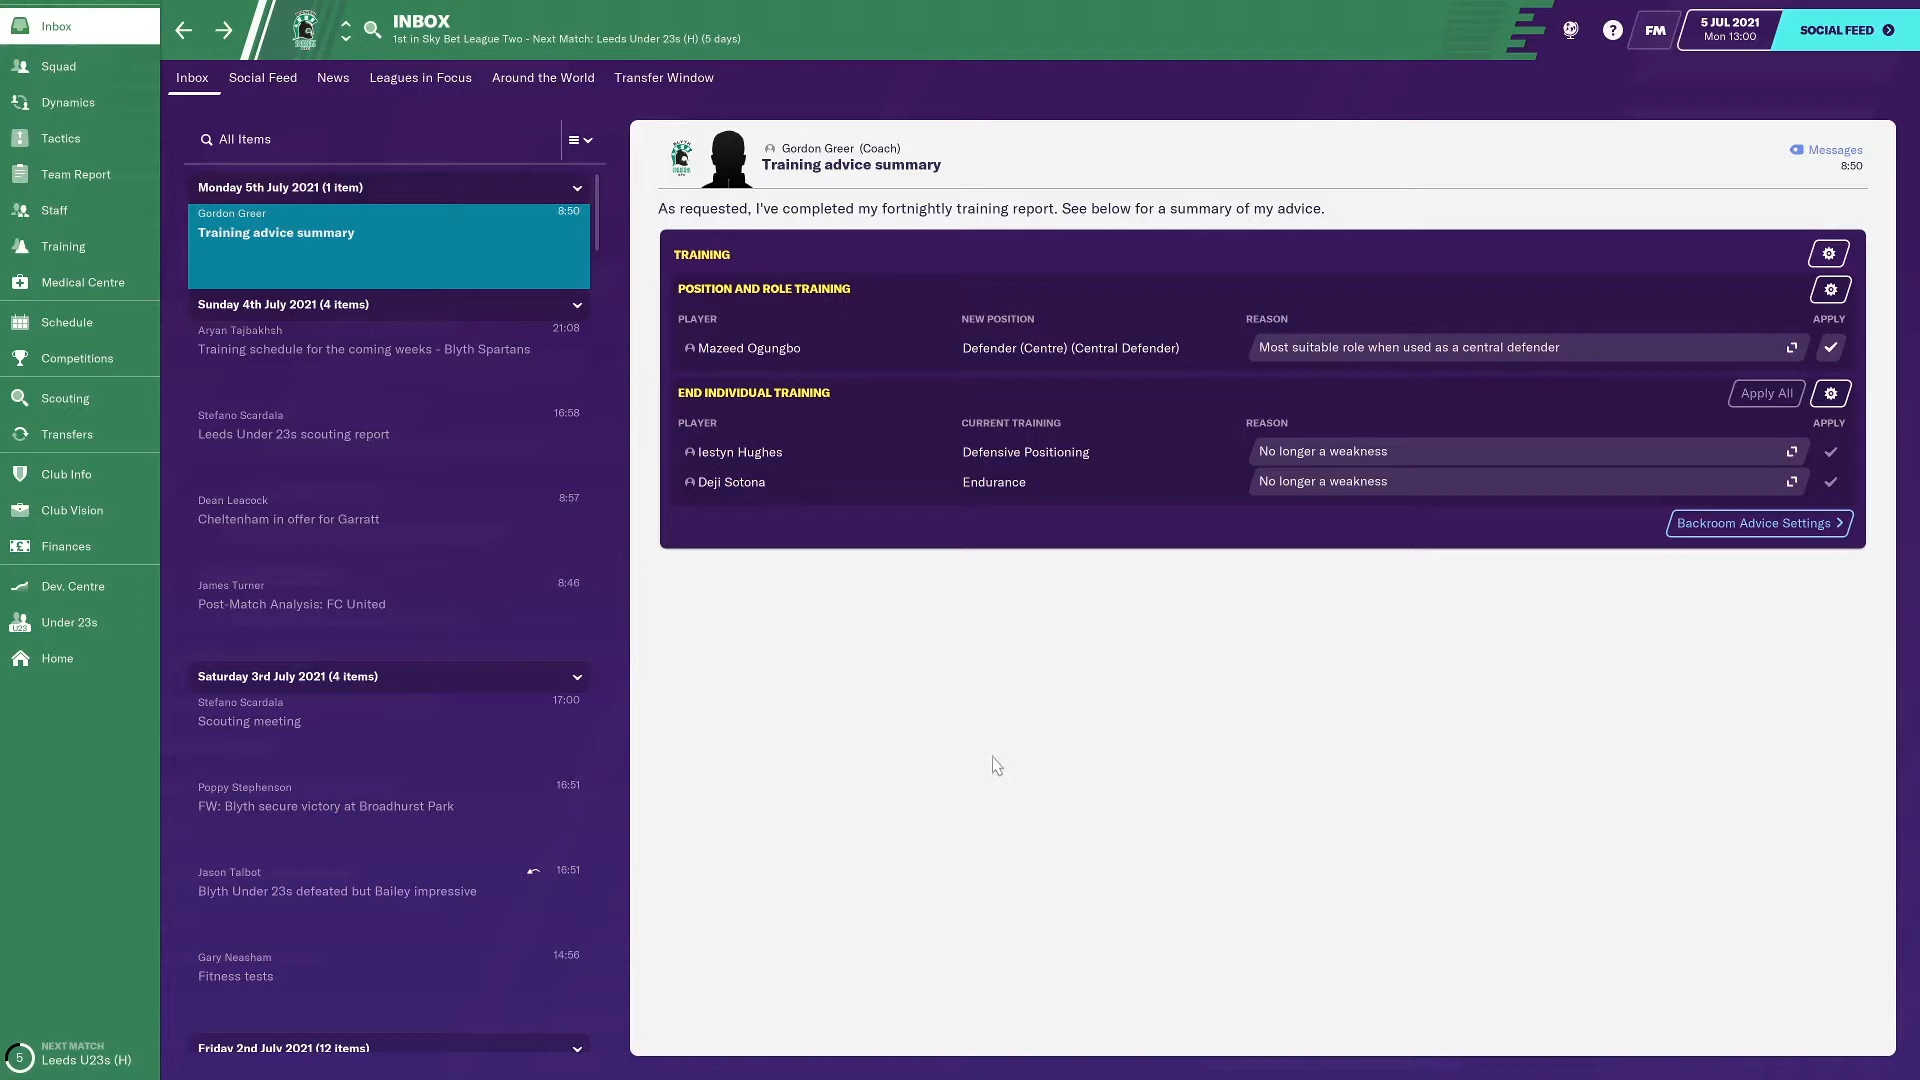 Inbox
Squad
Dynamics
Tactics
Team Report
Staff
Training
Medical Centre
Schedule
Competitions
Scouting
Transfers
Club Info
Club Vision
Finances
Dev. Centre
U23
Under 23s
Home
5
NEXT MATCH
Leeds U23s (H)
INBOX
1st in Sky Bet League Two - Next Match: Leeds Under 23s (H) (5 days)
?
FM
5 JUL 2021
Mon 13:00
SOCIAL FEED
Inbox Social Feed News Leagues in Focus Around the World Transfer Window
All Items
Monday 5th July 2021 (1 item)
Gordon Greer 8:50
Training advice summary
Sunday 4th July 2021 (4 items)
Aryan Tajbakhsh 21:08
Training schedule for the coming weeks - Blyth Spartans
Stefano Scardala 16:58
Leeds Under 23s scouting report
Dean Leacock 8:57
Cheltenham in offer for Garratt
James Turner 8:46
Post-Match Analysis: FC United
Saturday 3rd July 2021 (4 items)
Stefano Scardala 17:00
Scouting meeting
Poppy Stephenson 16:51
FW: Blyth secure victory at Broadhurst Park
Jason Talbot 16:51
Blyth Under 23s defeated but Bailey impressive
Gary Neasham 14:56
Fitness tests
Friday 2nd July 2021 (12 items)
Gordon Greer (Coach)
Training advice summary
Messages
8:50
As requested, I've completed my fortnightly training report. See below for a summary of my advice.
TRAINING
POSITION AND ROLE TRAINING
PLAYER NEW POSITION REASON APPLY
Mazeed Ogungbo Defender (Centre) (Central Defender) Most suitable role when used as a central defender
END INDIVIDUAL TRAINING Apply All
PLAYER CURRENT TRAINING REASON APPLY
Iestyn Hughes Defensive Positioning No longer a weakness
Deji Sotona Endurance No longer a weakness
Backroom Advice Settings